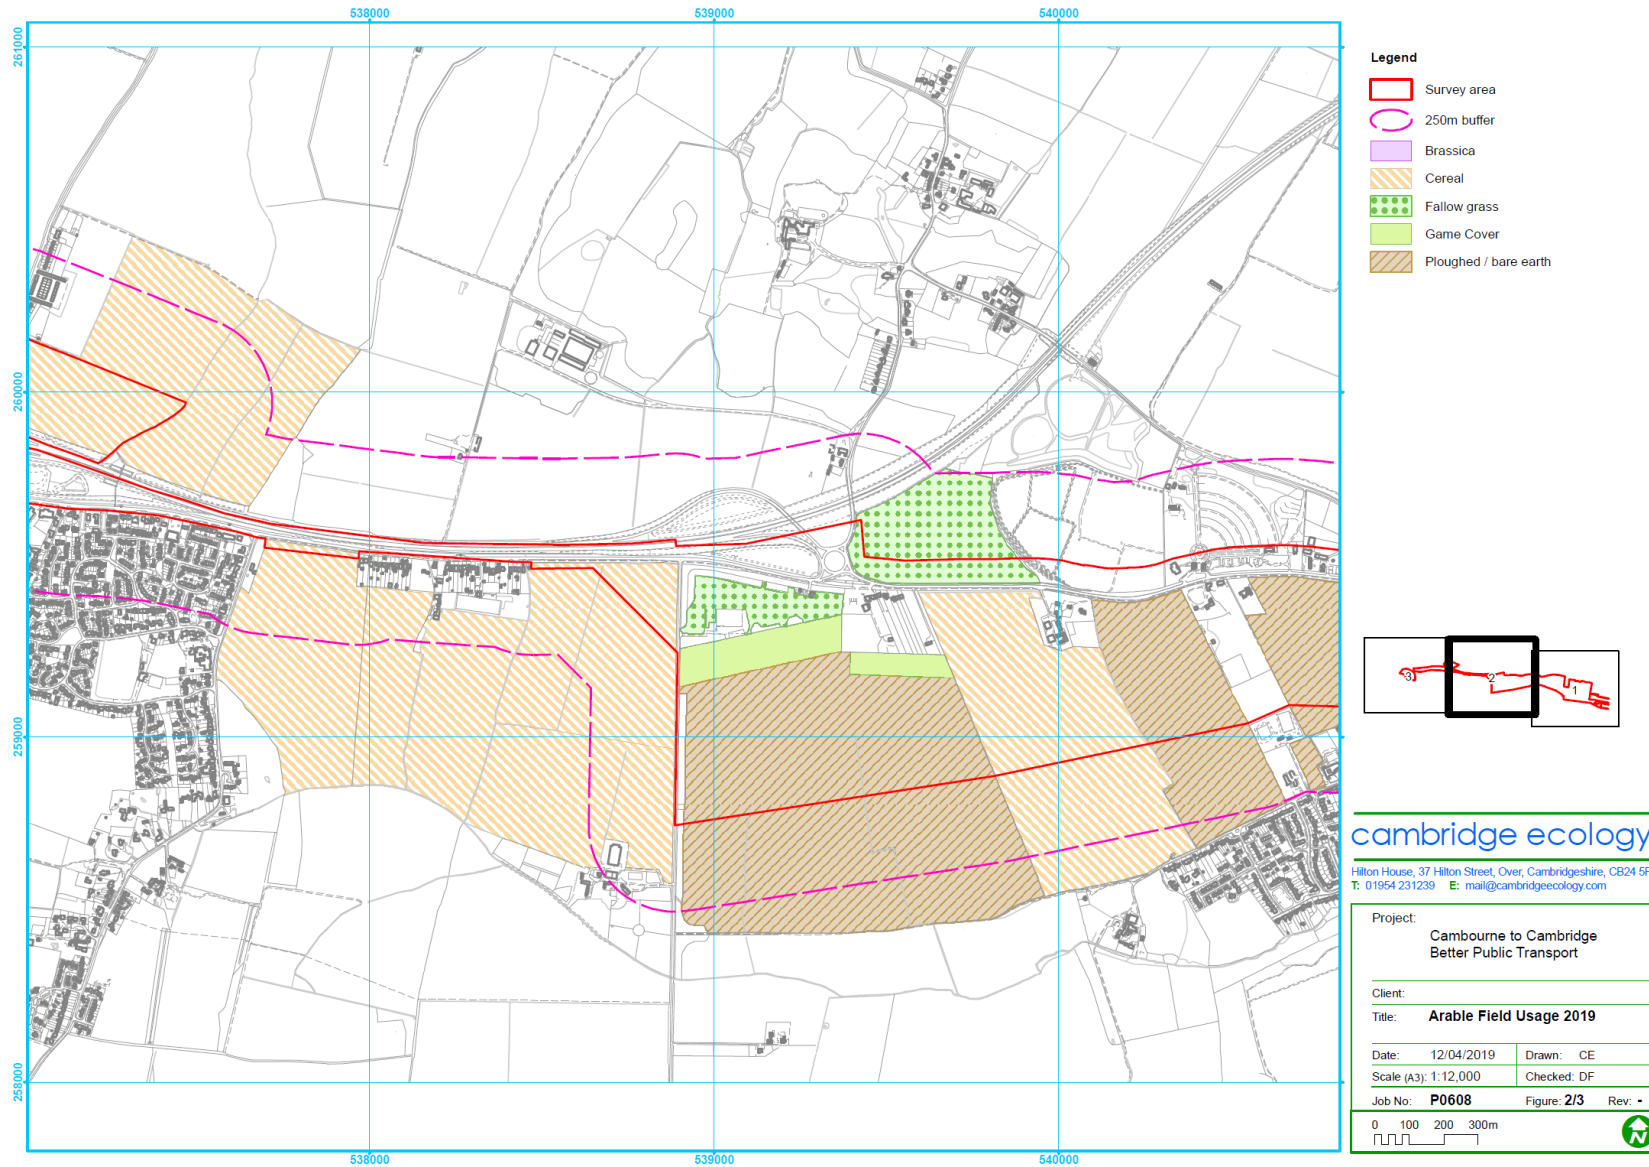 538000
539000
540000
261000
260000
259000
258000
538000
539000
540000
Legend
Survey area
250m buffer
Brassica
Cereal
Fallow grass
Game Cover
Ploughed / bare earth
3
2
1
cambridge ecology
Hilton House, 37 Hilton Street, Over, Cambridgeshire, CB24 5P
T: 01954 231239 E: mail@cambridgeecology.com
Project:
Cambourne to Cambridge
Better Public Transport
Client:
Title: Arable Field Usage 2019
Date: 12/04/2019 Drawn: CE
Scale (A3): 1:12,000 Checked: DF
Job No: P0608 Figure: 2/3 Rev: -
0 100 200 300m
N